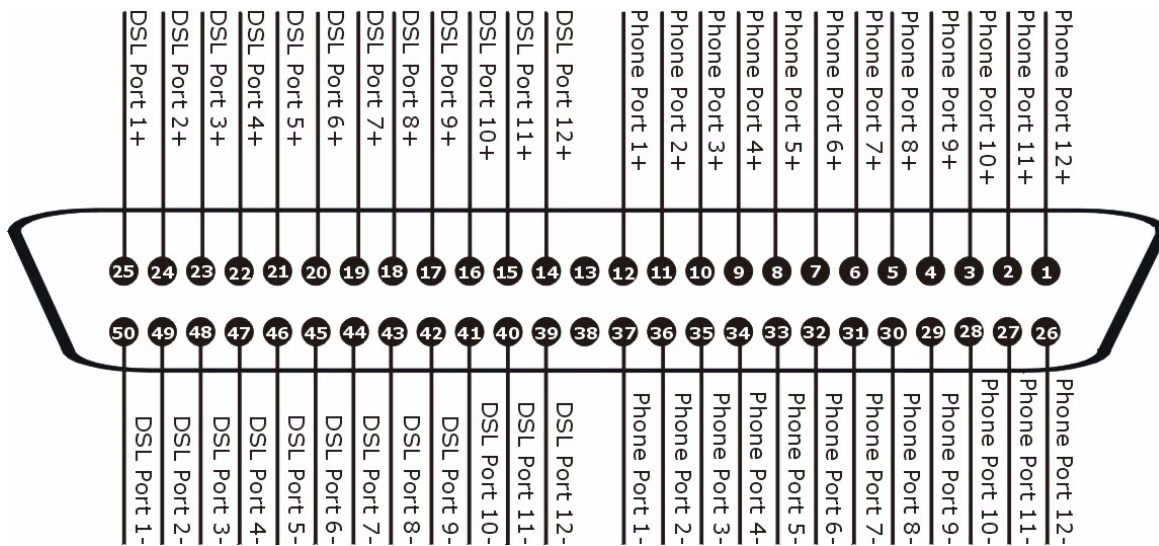 DSL Port 1+
DSL Port 2+
DSL Port 3+
DSL Port 4+
DSL Port 5+
DSL Port 6+
DSL Port 7+
DSL Port 8+
DSL Port 9+
DSL Port 10+
DSL Port 11+
DSL Port 12+
Phone Port 1+
Phone Port 2+
Phone Port 3+
Phone Port 4+
Phone Port 5+
Phone Port 6+
Phone Port 7+
Phone Port 8+
Phone Port 9+
Phone Port 10+
Phone Port 11+
Phone Port 12+
25 24 23 22 21 20 19 18 17 16 15 14 13 12 11 10 9 8 7 6 5 4 3 2 1
50 49 48 47 46 45 44 43 42 41 40 39 38 37 36 35 34 33 32 31 30 29 28 27 26
DSL Port 1-
DSL Port 2-
DSL Port 3-
DSL Port 4-
DSL Port 5-
DSL Port 6-
DSL Port 7-
DSL Port 8-
DSL Port 9-
DSL Port 10-
DSL Port 11-
DSL Port 12-
Phone Port 1-
Phone Port 2-
Phone Port 3-
Phone Port 4-
Phone Port 5-
Phone Port 6-
Phone Port 7-
Phone Port 8-
Phone Port 9-
Phone Port 10-
Phone Port 11-
Phone Port 12-